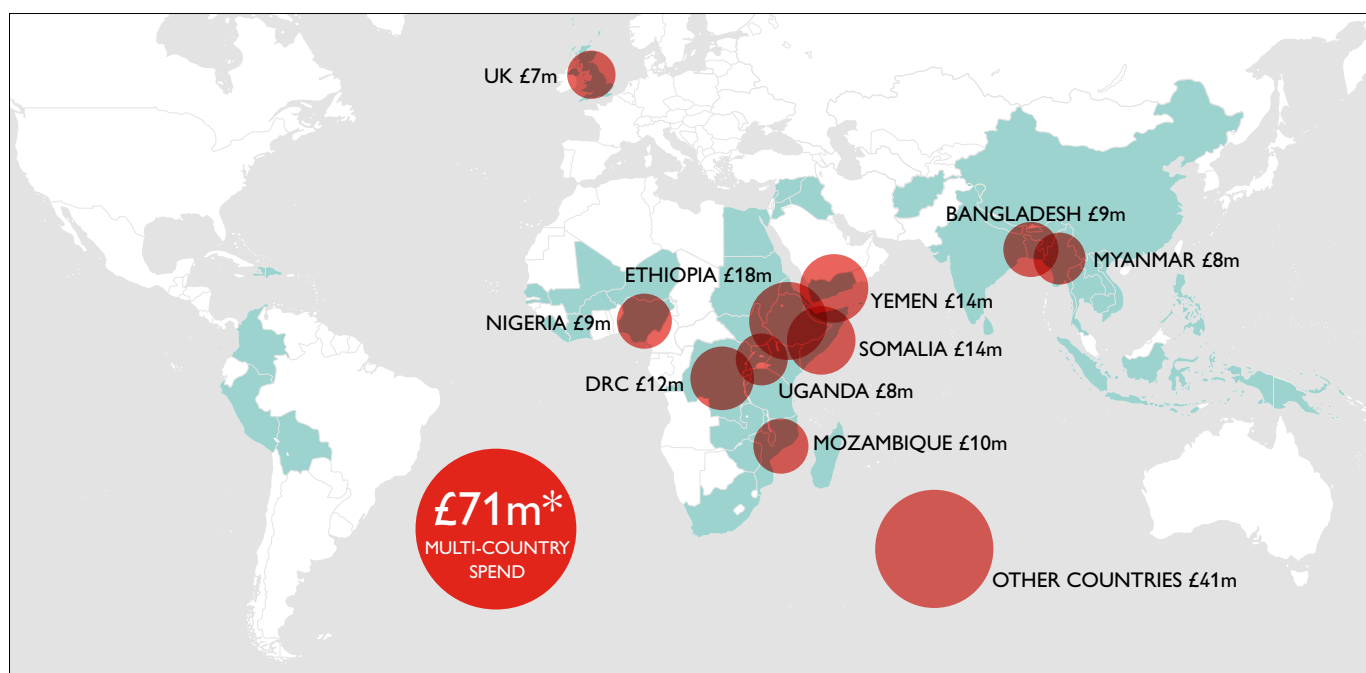 UK £7m
BANGLADESH £9m
MYANMAR £8m
ETHIOPIA £18m
YEMEN £14m
NIGERIA £9m
SOMALIA £14m
DRC £12m
UGANDA £8m
MOZAMBIQUE £10m
£71m*
MULTI-COUNTRY
SPEND
OTHER COUNTRIES £41m